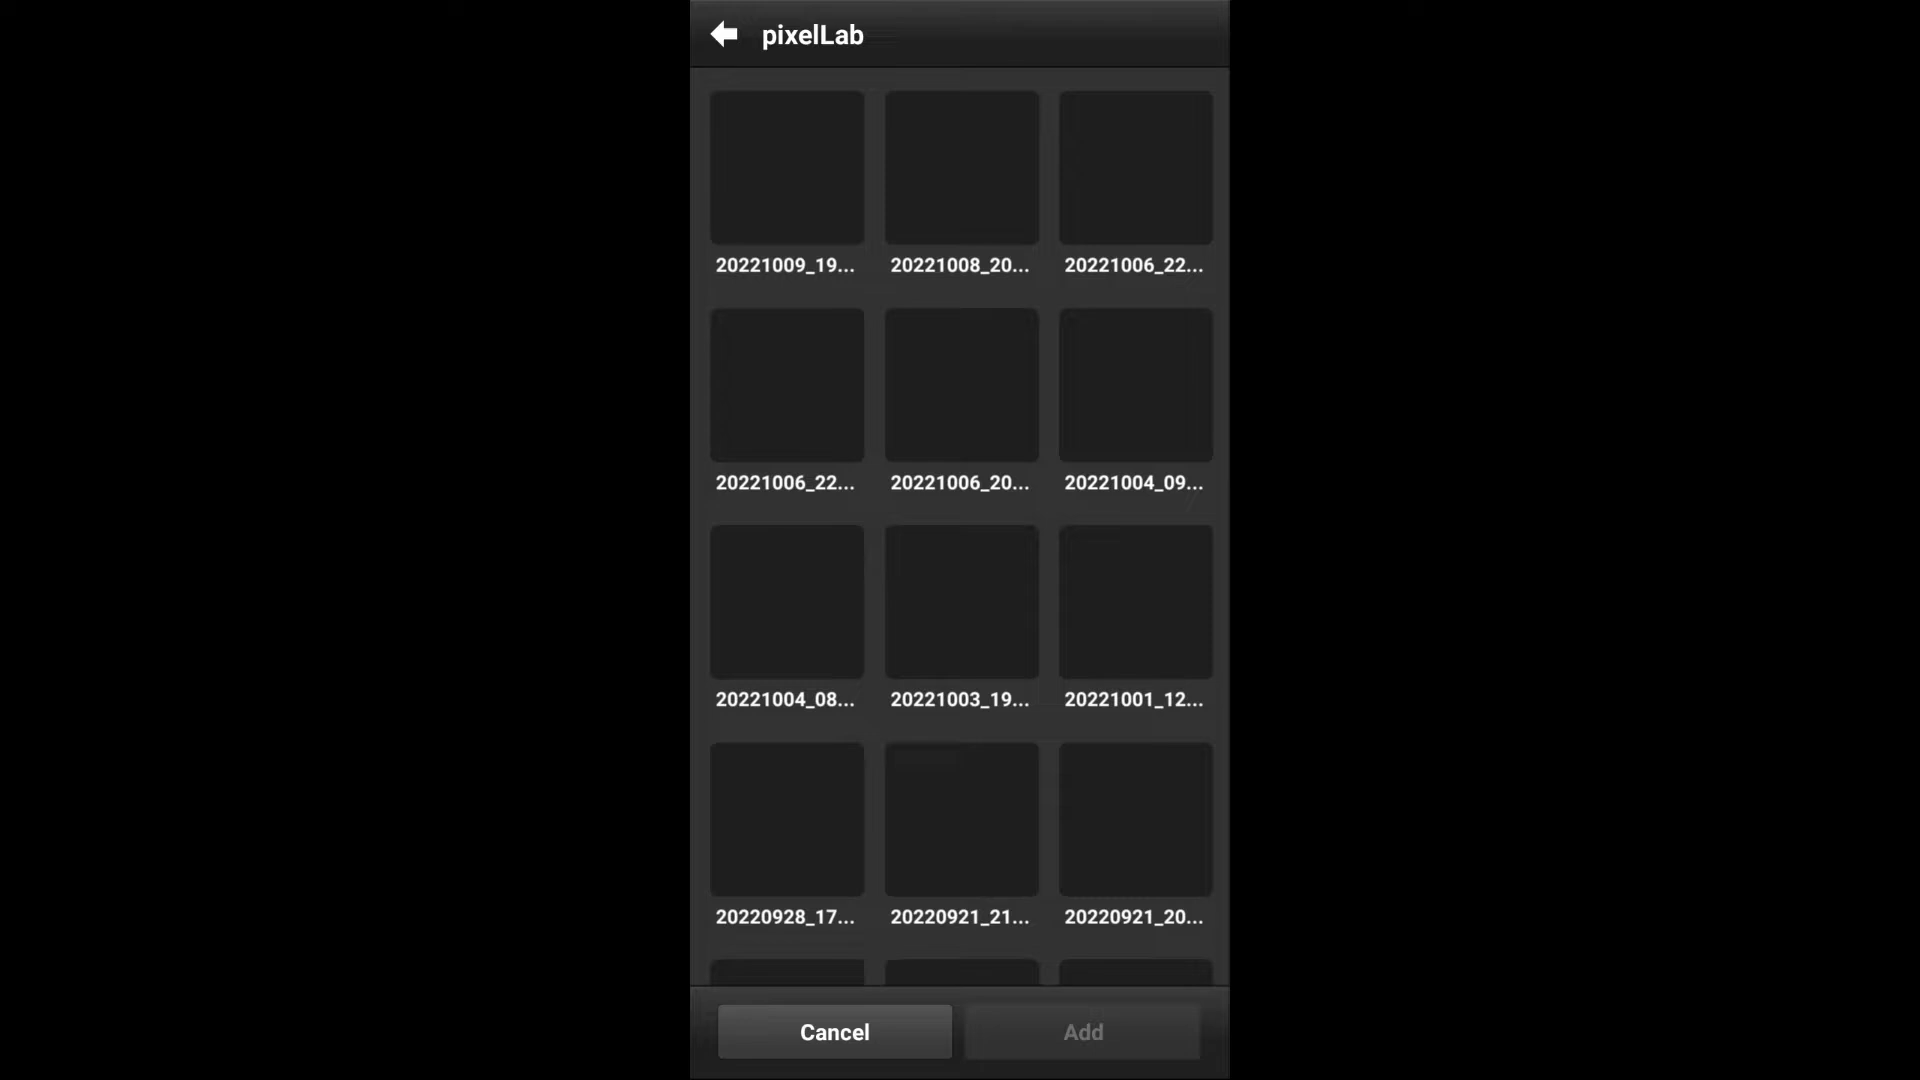 pixelLab
20221009_19... 20221008_20... 20221006_22...
20221006_22... 20221006_20... 20221004_09...
20221004_08... 20221003_19... 20221001_12...
20220928_17... 20220921_21... 20220921_20...
Cancel Add